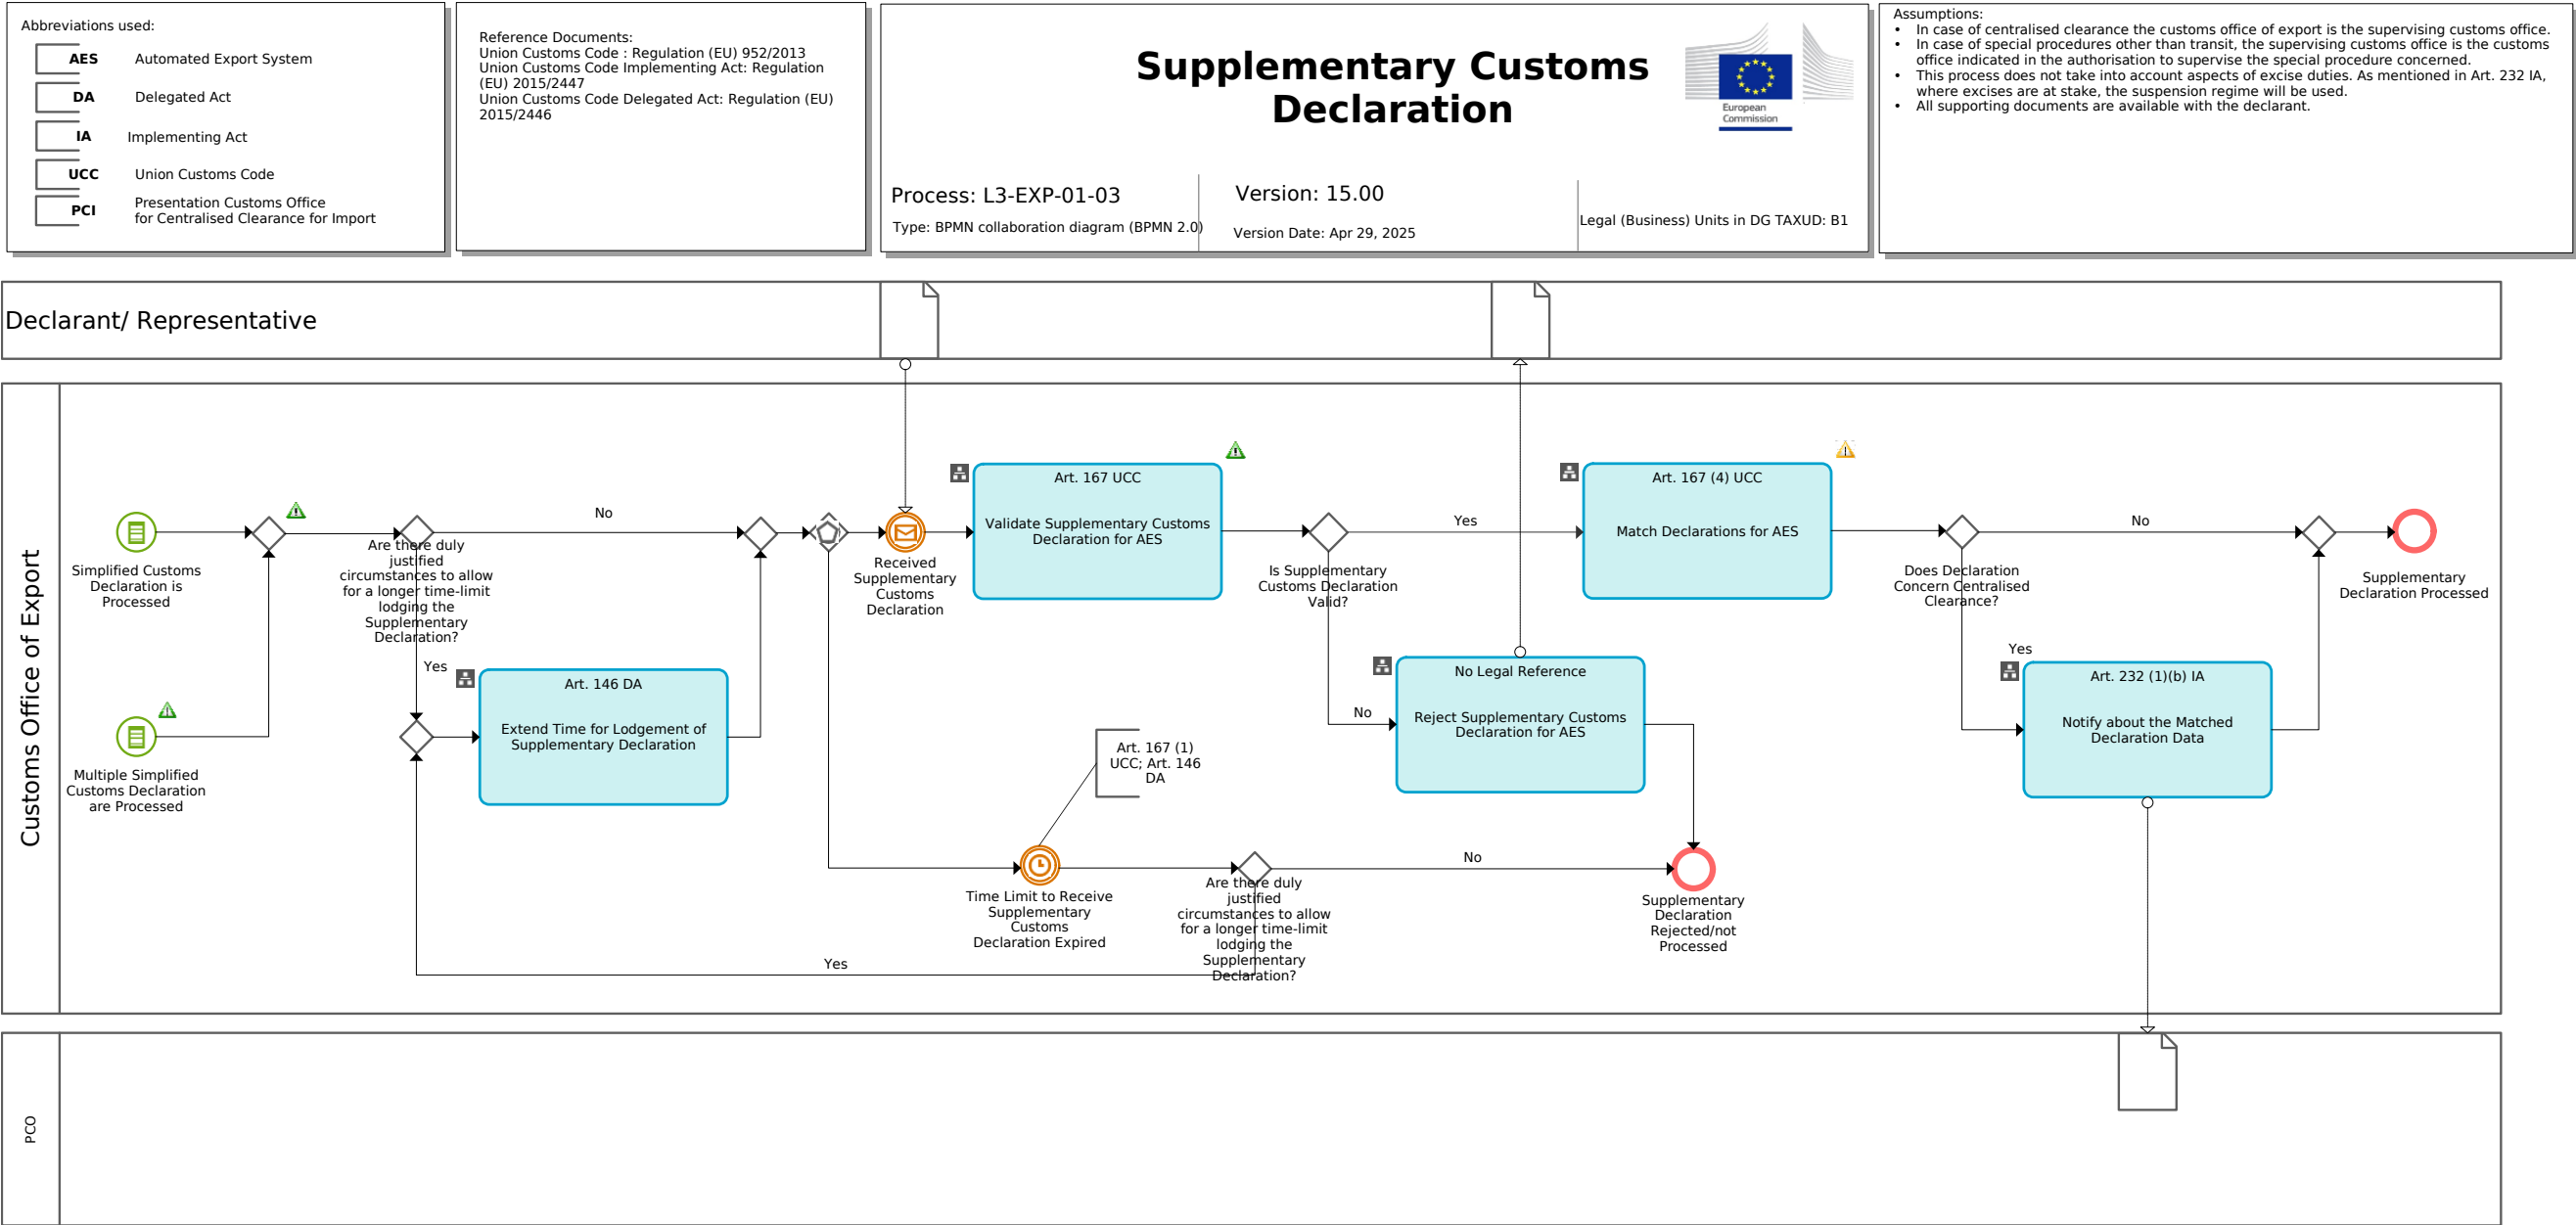 Abbreviations used:
AES Automated Export System
DA Delegated Act
IA Implementing Act
UCC Union Customs Code
PCI Presentation Customs Office
for Centralised Clearance for Import
Reference Documents:
Union Customs Code : Regulation (EU) 952/2013
Union Customs Code Implementing Act: Regulation
(EU) 2015/2447
Union Customs Code Delegated Act: Regulation (EU)
2015/2446
Supplementary Customs
Declaration
European
Commission
Process: L3-EXP-01-03
Type: BPMN collaboration diagram (BPMN 2.0)
Version: 15.00
Version Date: Apr 29, 2025
Legal (Business) Units in DG TAXUD: B1
Assumptions:
• In case of centralised clearance the customs office of export is the supervising customs office.
• In case of special procedures other than transit, the supervising customs office is the customs
office indicated in the authorisation to supervise the special procedure concerned.
• This process does not take into account aspects of excise duties. As mentioned in Art. 232 IA,
where excises are at stake, the suspension regime will be used.
• All supporting documents are available with the declarant.
Declarant/ Representative
Customs Office of Export
Simplified Customs
Declaration is
Processed
Multiple Simplified
Customs Declaration
are Processed
Are there duly
justified
circumstances to allow
for a longer time-limit
lodging the
Supplementary
Declaration?
No
Yes
Art. 146 DA
Extend Time for Lodgement of
Supplementary Declaration
Received
Supplementary
Customs
Declaration
Art. 167 UCC
Validate Supplementary Customs
Declaration for AES
Is Supplementary
Customs Declaration
Valid?
Yes
No
Art. 167 (4) UCC
Match Declarations for AES
No Legal Reference
Reject Supplementary Customs
Declaration for AES
Does Declaration
Concern Centralised
Clearance?
No
Yes
Art. 232 (1)(b) IA
Notify about the Matched
Declaration Data
Supplementary
Declaration Processed
Art. 167 (1)
UCC; Art. 146
DA
Time Limit to Receive
Supplementary
Customs
Declaration Expired
Are there duly
justified
circumstances to allow
for a longer time-limit
lodging the
Supplementary
Declaration?
No
Yes
Supplementary
Declaration
Rejected/not
Processed
PCO